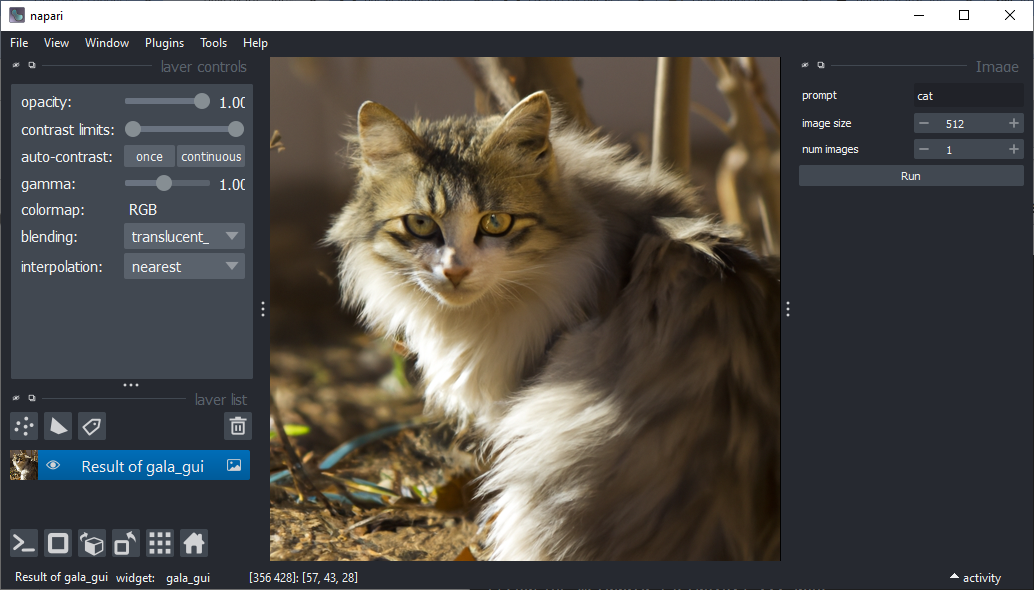 napari
File View Window Plugins Tools Help
layer controls
opacity: 1.00
contrast limits:
auto-contrast: once continuous
gamma: 1.00
colormap: RGB
blending: translucent_
interpolation: nearest
layer list
Result of gala_gui
Image
prompt cat
image size 512
num images 1
Run
Result of gala_gui widget: gala_gui [356 428]: [57, 43, 28] activity